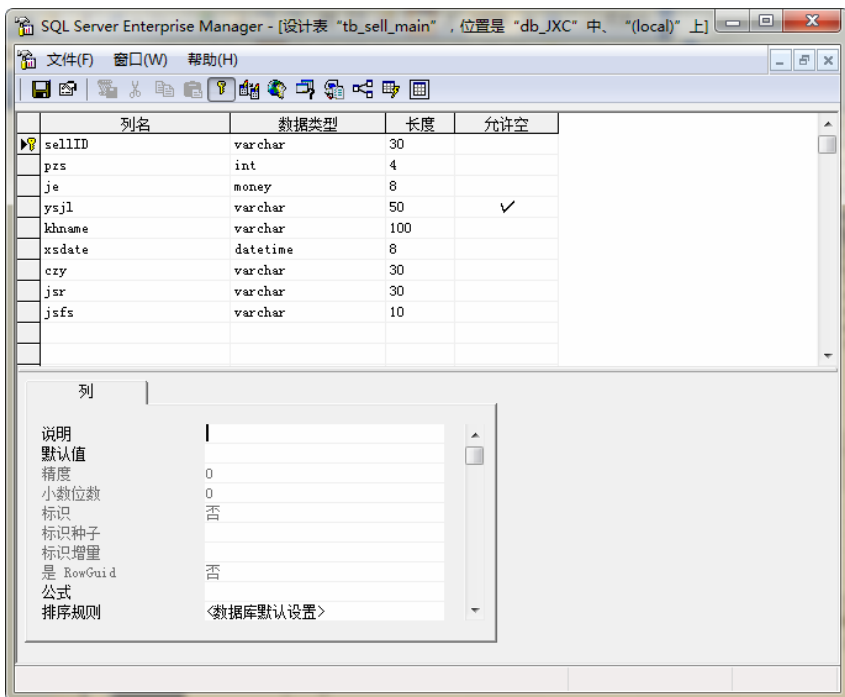 SQL Server Enterprise Manager - [设计表“tb_sell_main”,位置是“db_JXC”中、“(local)”上]
文件(F) 窗口(W) 帮助(H)
列名 数据类型 长度 允许空
sellID varchar 30
pzs int 4
je money 8
ysjl varchar 50
khname varchar 100
xsdate datetime 8
czy varchar 30
jsr varchar 30
jsfs varchar 10
列
说明
默认值
精度 0
小数位数 0
标识 否
标识种子
标识增量
是 RowGuid 否
公式
排序规则 <数据库默认设置>